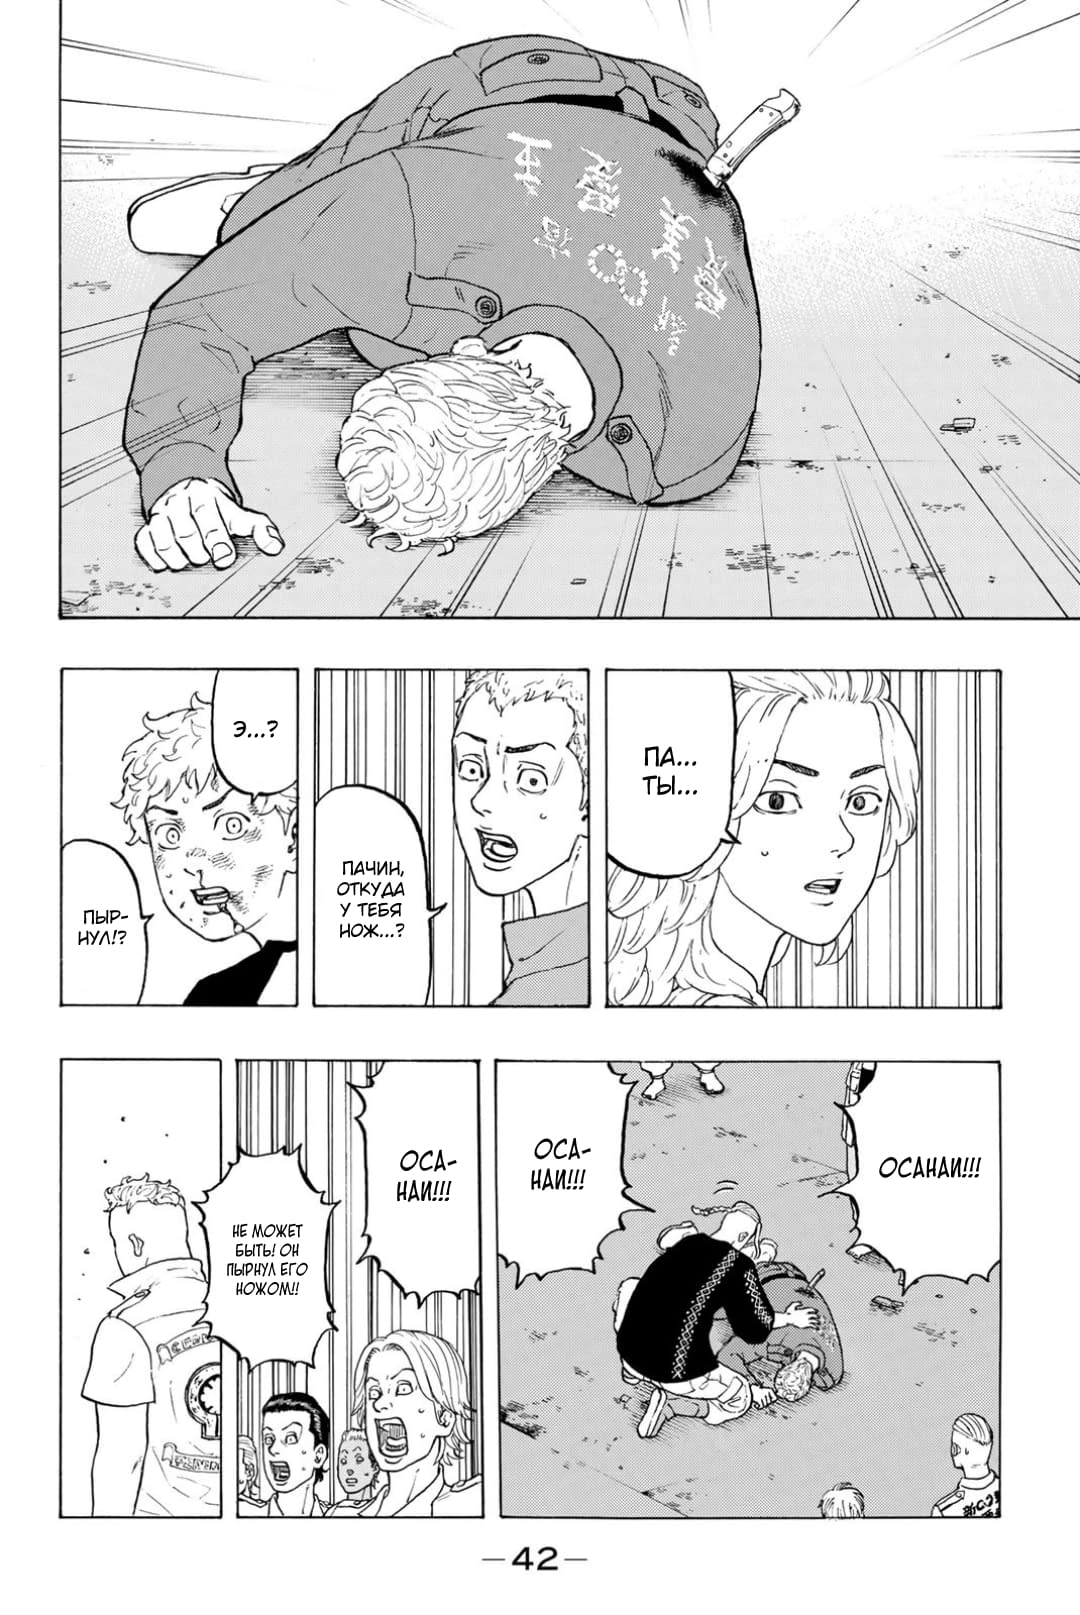 ПА...
ТЫ...
ПАЧИН,
ОТКУДА
У ТЕБЯ
НОЖ...?
Э...?
ПЫР-
НУЛ!?
ОСАНАИ!!!
ОСА-
НАИ!!!
ОСА-
НАИ!!!
НЕ МОЖЕТ
БЫТЬ! ОН
ПЫРНУЛ ЕГО
НОЖОМ!!
—42—